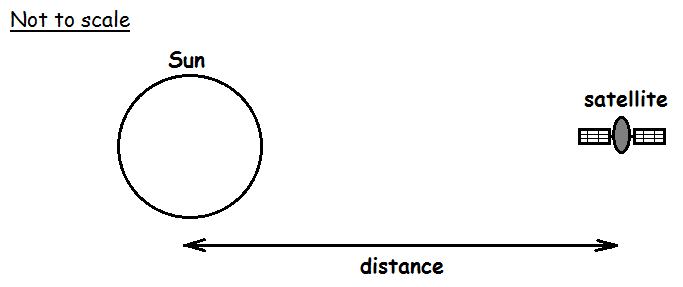 Not to scale
Sun
satellite
distance